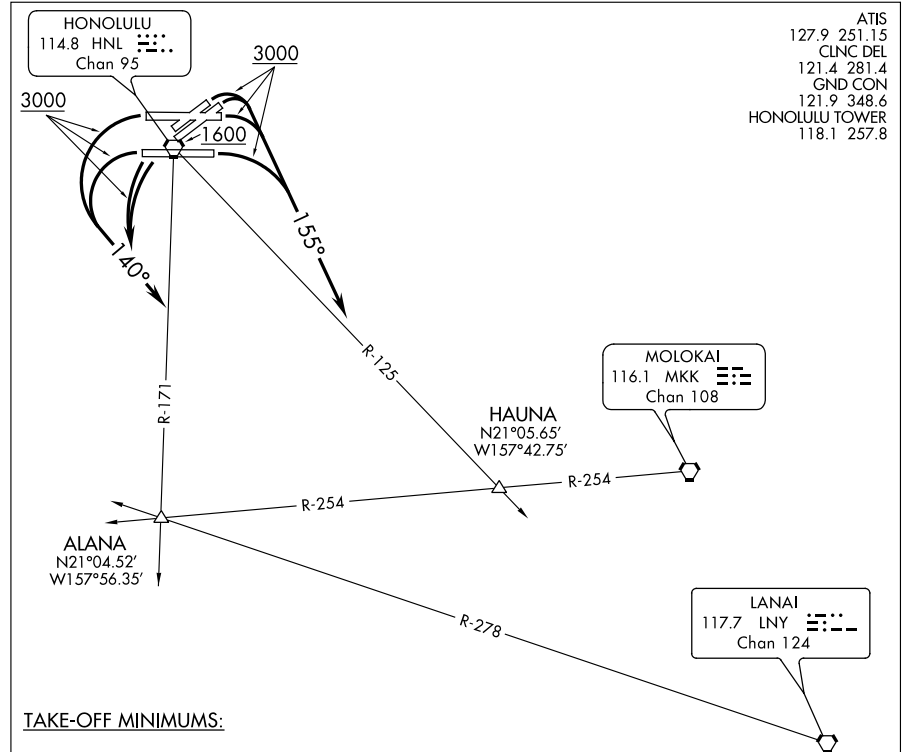 HONOLULU
114.8 HNL
Chan 95
ATIS
127.9 251.15
CLNC DEL
121.4 281.4
GND CON
121.9 348.6
HONOLULU TOWER
118.1 257.8
3000
3000
1600
140°
155°
R-171
R-125
MOLOKAI
116.1 MKK
Chan 108
HAUNA
N21°05.65'
W157°42.75'
R-254
R-254
ALANA
N21°04.52'
W157°56.35'
R-278
LANAI
117.7 LNY
Chan 124
TAKE-OFF MINIMUMS: